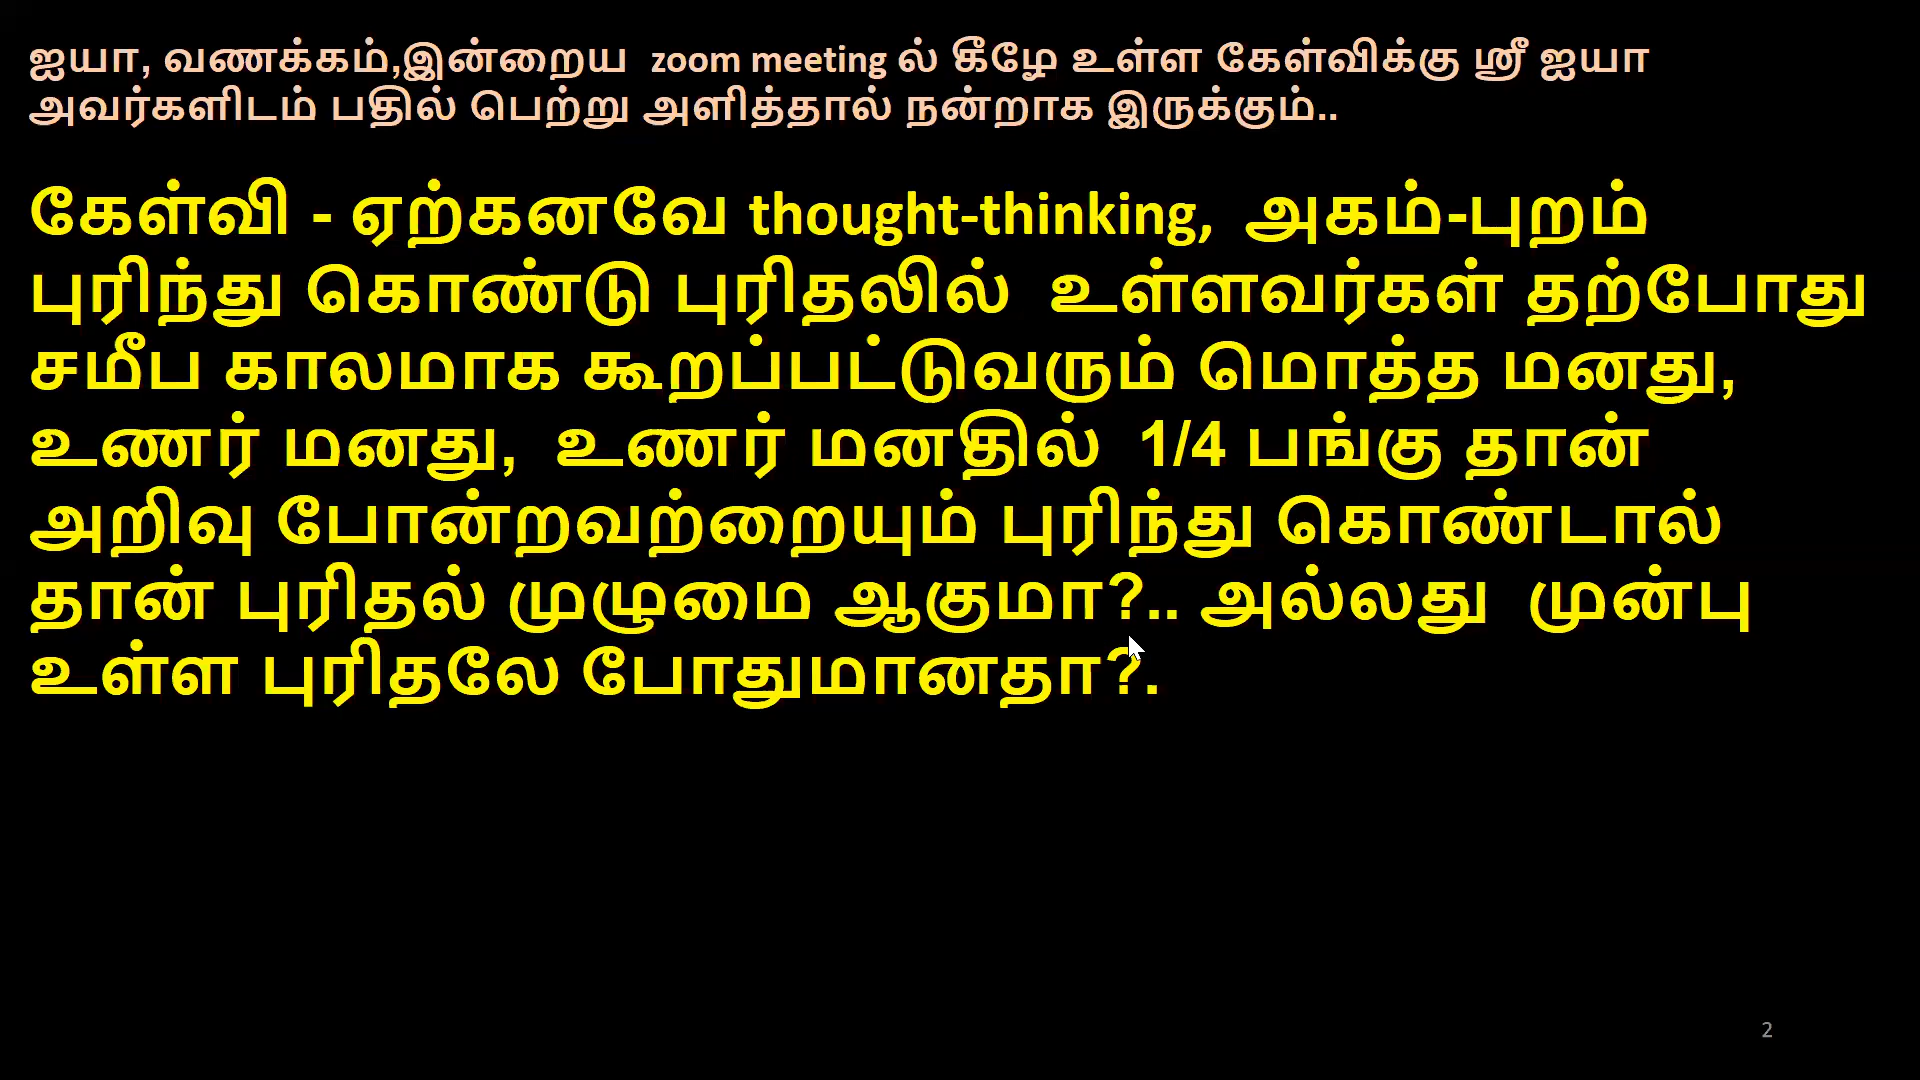 ஐயா, வணக்கம்,இன்றைய zoom meeting ல் கீழே உள்ள கேள்விக்கு ஸ்ரீ ஐயா
அவர்களிடம் பதில் பெற்று அளித்தால் நன்றாக இருக்கும்..
கேள்வி - ஏற்கனவே thought-thinking, அகம்-புறம்
புரிந்து கொண்டு புரிதலில் உள்ளவர்கள் தற்போது
சமீப காலமாக கூறப்பட்டுவரும் மொத்த மனது,
உணர் மனது, உணர் மனதில் 1/4 பங்கு தான்
அறிவு போன்றவற்றையும் புரிந்து கொண்டால்
தான் புரிதல் முழுமை ஆகுமா?.. அல்லது முன்பு
உள்ள புரிதலே போதுமானதா?.
2